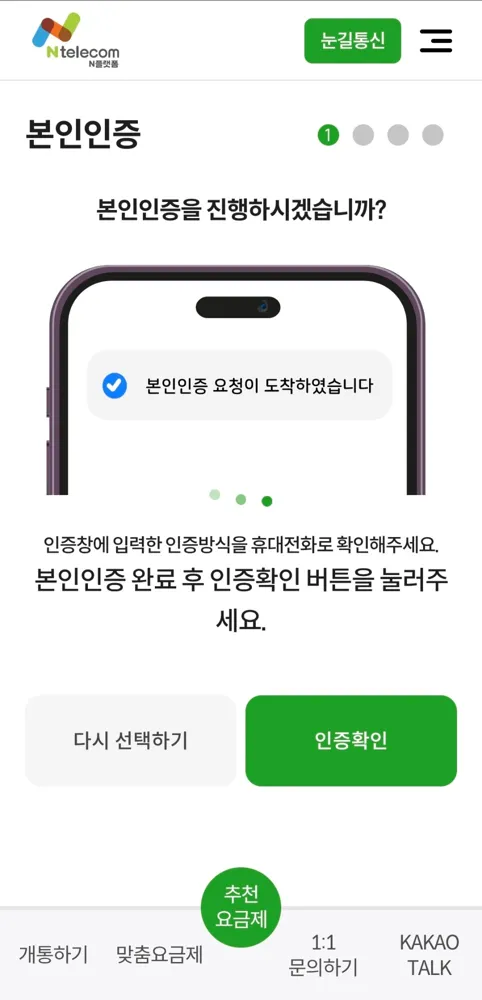 N telecom
N플랫폼
눈길통신
본인인증
1
본인인증을 진행하시겠습니까?
본인인증 요청이 도착하였습니다
인증창에 입력한 인증방식을 휴대전화로 확인해주세요.
본인인증 완료 후 인증확인 버튼을 눌러주
세요.
다시 선택하기
인증확인
추천
요금제
개통하기
맞춤요금제
1:1
문의하기
KAKAO
TALK